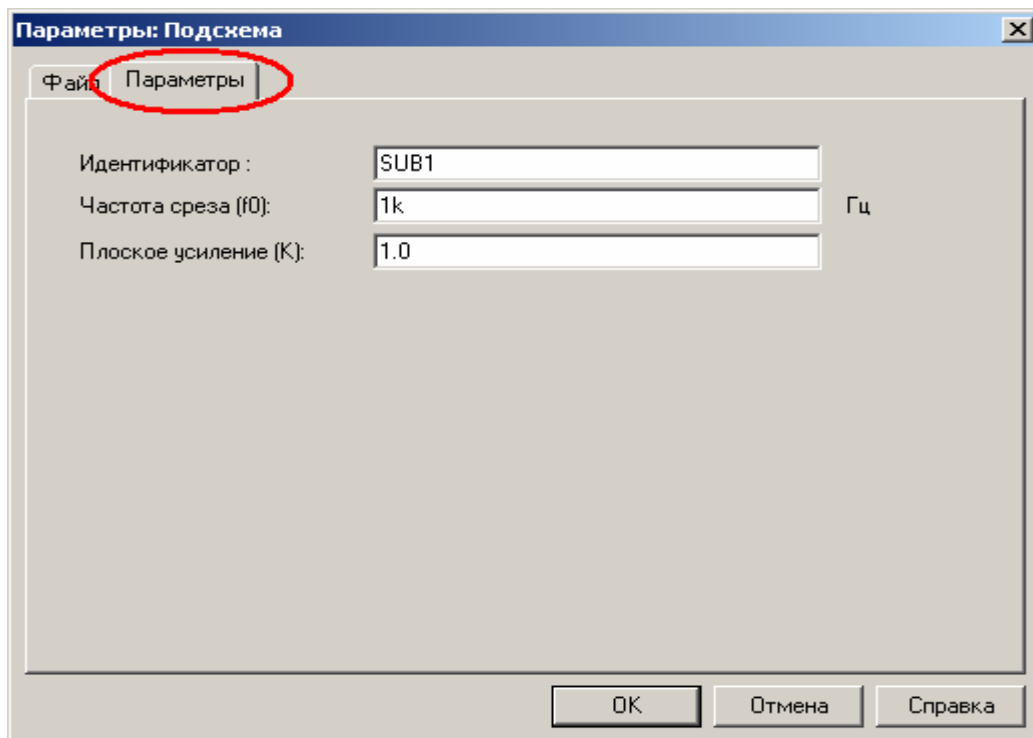 Параметры: Подсхема
Файл Параметры
Идентификатор : SUB1
Частота среза (f0): 1k Гц
Плоское усиление (K): 1.0
OK Отмена Справка